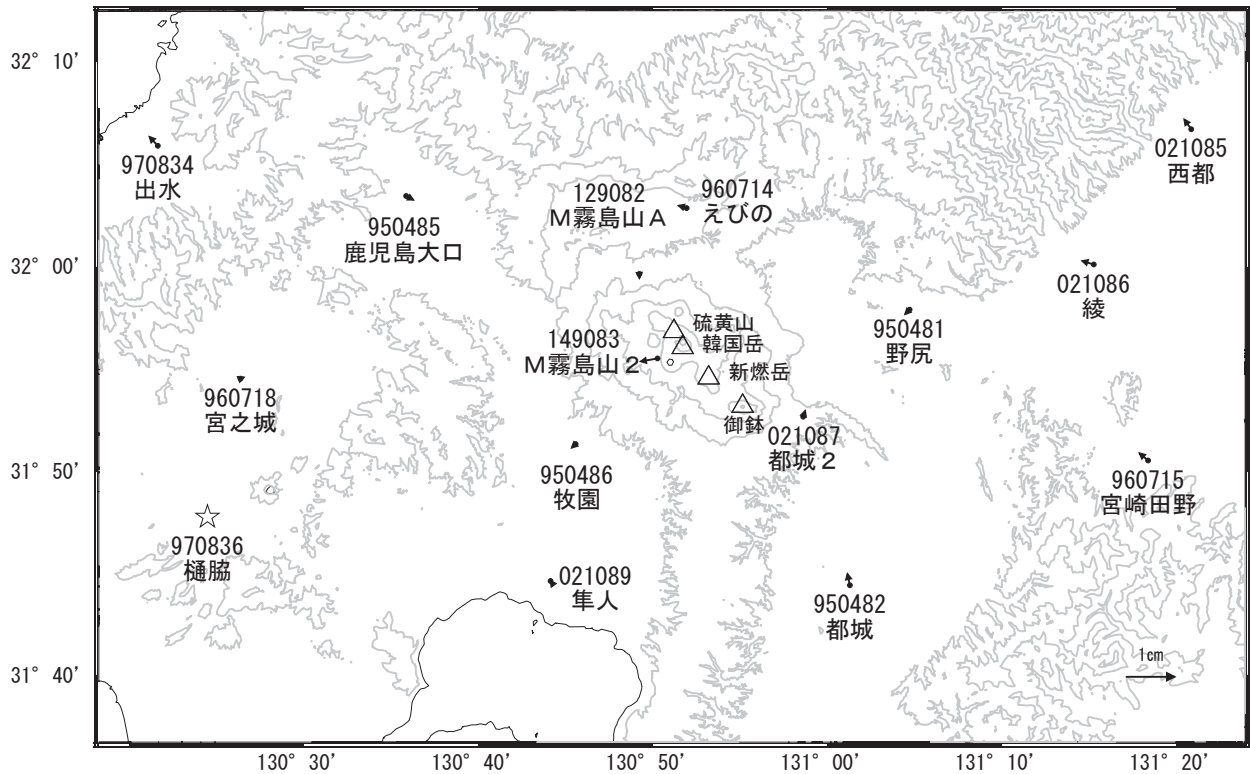 32° 10'
970834
出水
021085
西都
129082
M霧島山A
960714
えびの
950485
鹿児島大口
32° 00'
021086
綾
149083
M霧島山2
硫黄山
韓国岳
新燃岳
御鉢
950481
野尻
960718
宮之城
021087
都城2
31° 50'
950486
牧園
960715
宮崎田野
970836
樋脇
021089
隼人
950482
都城
1cm
31° 40'
130° 30'
130° 40'
130° 50'
131° 00'
131° 10'
131° 20'